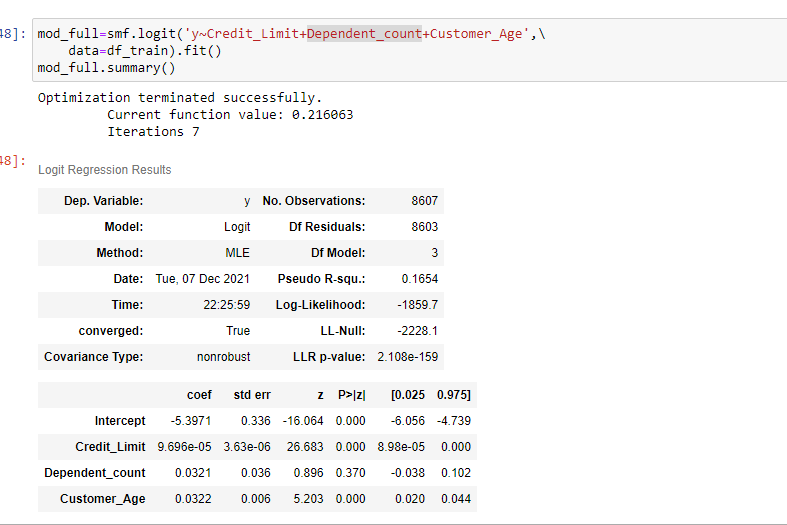 48]: mod_full=smf.logit('y~Credit_Limit+Dependent_count+Customer_Age',\
data=df_train).fit()
mod_full.summary()
Optimization terminated successfully.
Current function value: 0.216063
Iterations 7
48]:
Logit Regression Results
Dep. Variable: y No. Observations: 8607
Model: Logit Df Residuals: 8603
Method: MLE Df Model: 3
Date: Tue, 07 Dec 2021 Pseudo R-squ.: 0.1654
Time: 22:25:59 Log-Likelihood: -1859.7
converged: True LL-Null: -2228.1
Covariance Type: nonrobust LLR p-value: 2.108e-159
coef std err z P>|z| [0.025 0.975]
Intercept -5.3971 0.336 -16.064 0.000 -6.056 -4.739
Credit_Limit 9.696e-05 3.63e-06 26.683 0.000 8.98e-05 0.000
Dependent_count 0.0321 0.036 0.896 0.370 -0.038 0.102
Customer_Age 0.0322 0.006 5.203 0.000 0.020 0.044